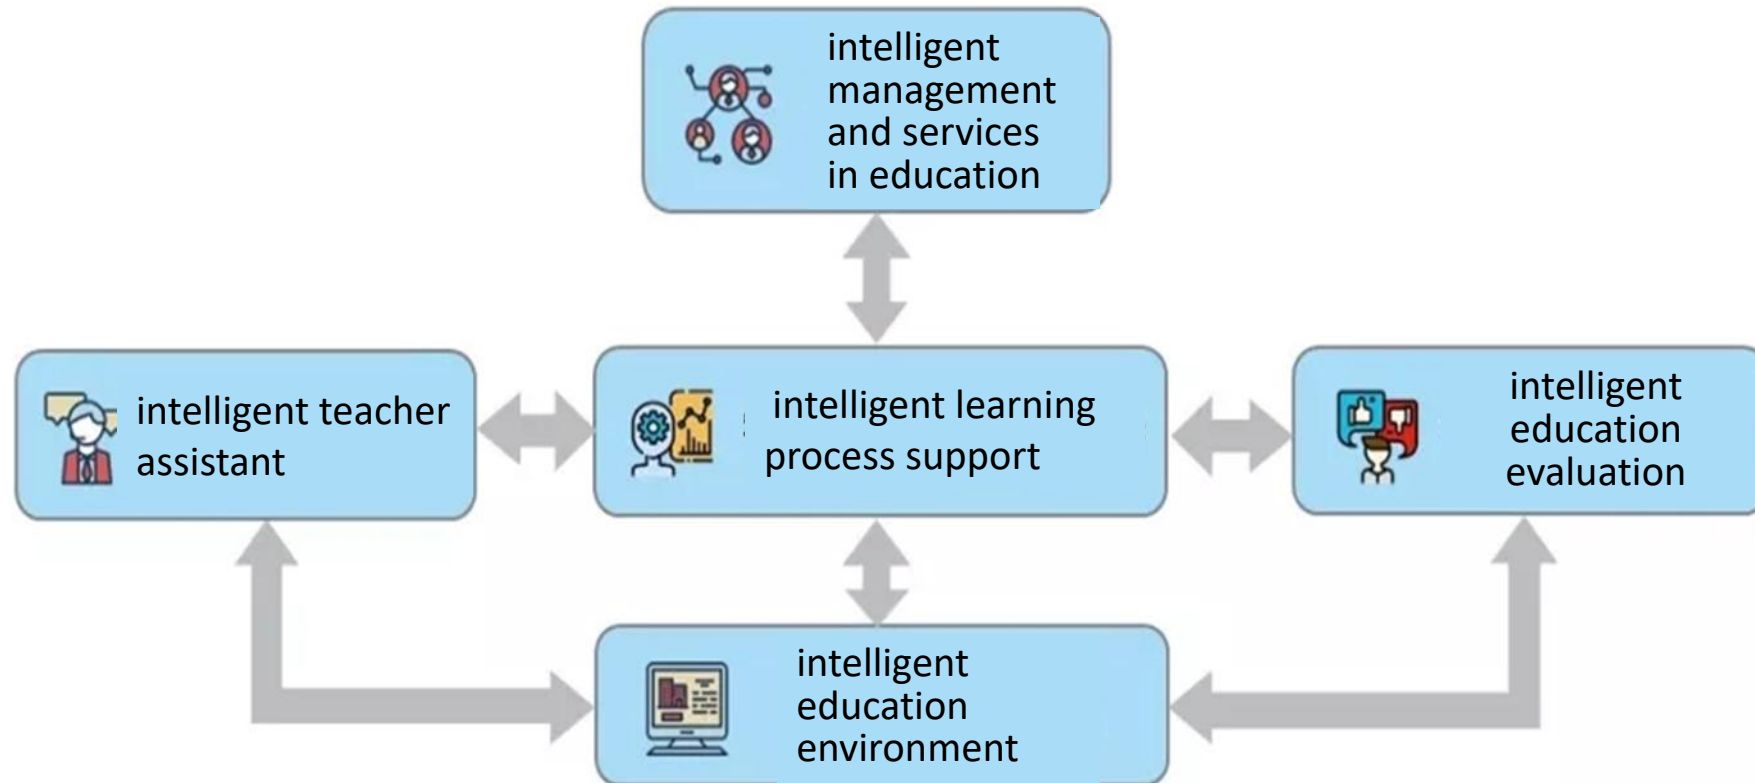 intelligent
management
and services
in education
intelligent teacher
assistant
intelligent learning
process support
intelligent
education
evaluation
intelligent
education
environment